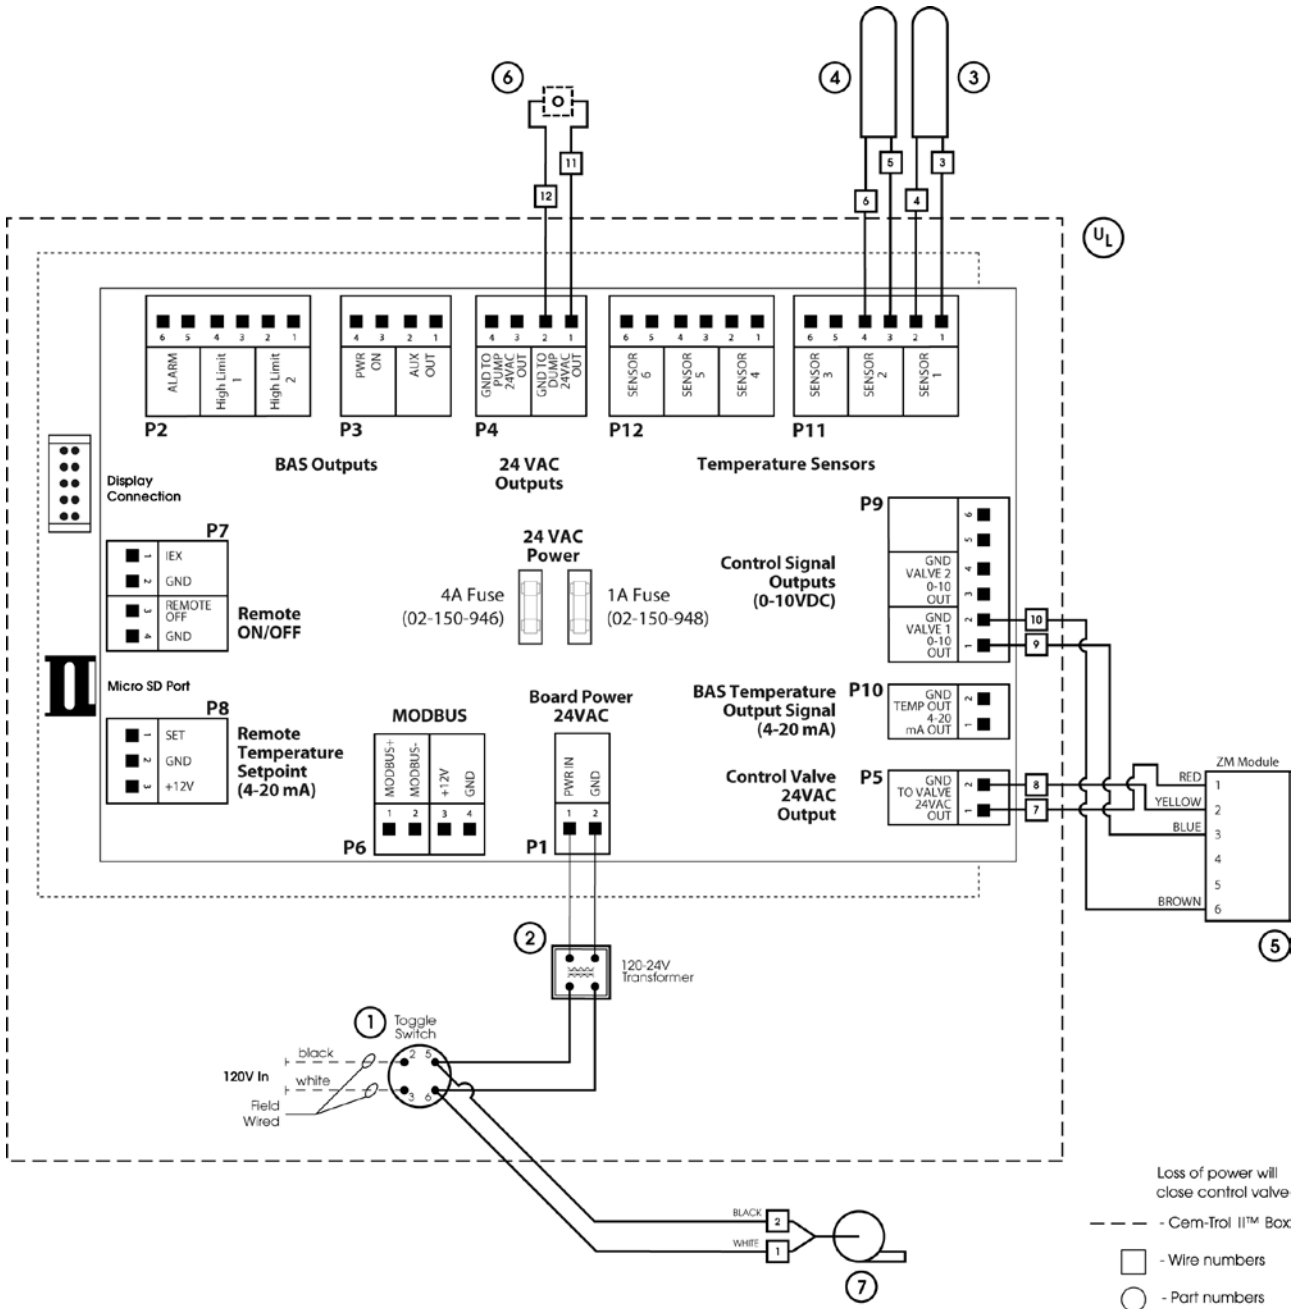 4
3
6
5
3
11
12
6
4
UL
6 5 4 3 2 1
ALARM
High Limit 1
High Limit 2
P2
4 3 2 1
PWR ON
AUX OUT
P3
4 3 2 1
GND TO PUMP 24VAC OUT
GND TO DUMP 24VAC OUT
P4
6 5 4 3 2 1
SENSOR 6
SENSOR 5
SENSOR 4
P12
6 5 4 3 2 1
SENSOR 3
SENSOR 2
SENSOR 1
P11
BAS Outputs
24 VAC
Outputs
Temperature Sensors
Display
Connection
P7
1 IEX
2 GND
3 REMOTE OFF
4 GND
Remote
ON/OFF
24 VAC
Power
4A Fuse
(02-150-946)
1A Fuse
(02-150-948)
P9
Control Signal
Outputs
(0-10VDC)
6
5
GND 4
VALVE 2
0-10
OUT 3
GND 2
VALVE 1
0-10
OUT 1
10
9
Micro SD Port
P8
1 SET
2 GND
3 +12V
Remote
Temperature
Setpoint
(4-20 mA)
MODBUS
MODBUS+
MODBUS-
+12V
GND
1 2 3 4
P6
Board Power
24VAC
PWR IN
GND
1 2
P1
BAS Temperature
Output Signal
(4-20 mA)
P10
GND 2
TEMP OUT
4-20
mA OUT 1
Control Valve
24VAC
Output
P5
GND 2
TO VALVE
24VAC
OUT 1
8
7
ZM Module
RED 1
YELLOW 2
BLUE 3
4
5
BROWN 6
5
2
120-24V
Transformer
1
Toggle
Switch
black
120V In
white
Field
Wired
2 5
3 6
BLACK 2
WHITE 1
7
Loss of power will
close control valve
- Cem-Trol II™ Box
- Wire numbers
- Part numbers